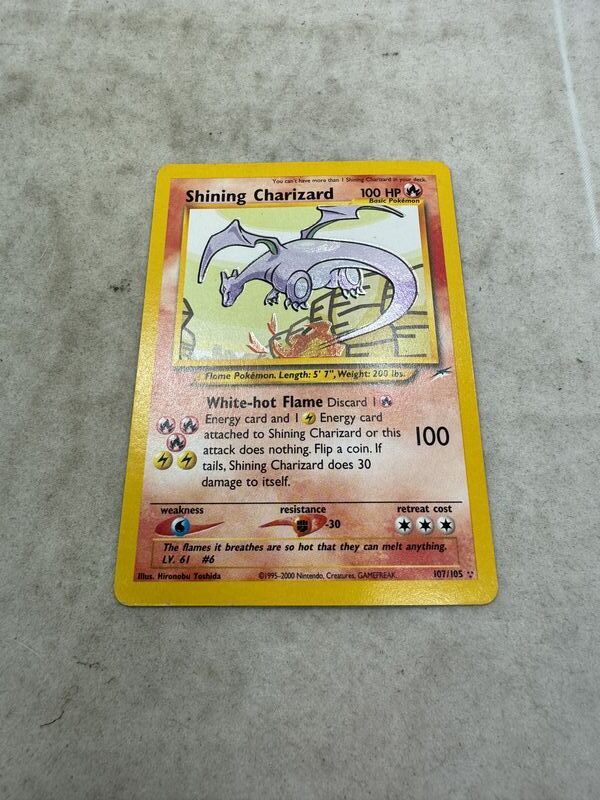 You can't have more than 1 Shining Charizard in your deck.
Shining Charizard 100 HP
Basic Pokémon
Flame Pokémon. Length: 5' 7", Weight: 200 lbs.
White-hot Flame Discard 1
Energy card and 1 Energy card
attached to Shining Charizard or this
attack does nothing. Flip a coin. If
tails, Shining Charizard does 30
damage to itself.
100
weakness resistance retreat cost
-30
The flames it breathes are so hot that they can melt anything.
LV. 61 #6
Illus. Hironobu Yoshida ©1995-2000 Nintendo, Creatures, GAMEFREAK. 107/105